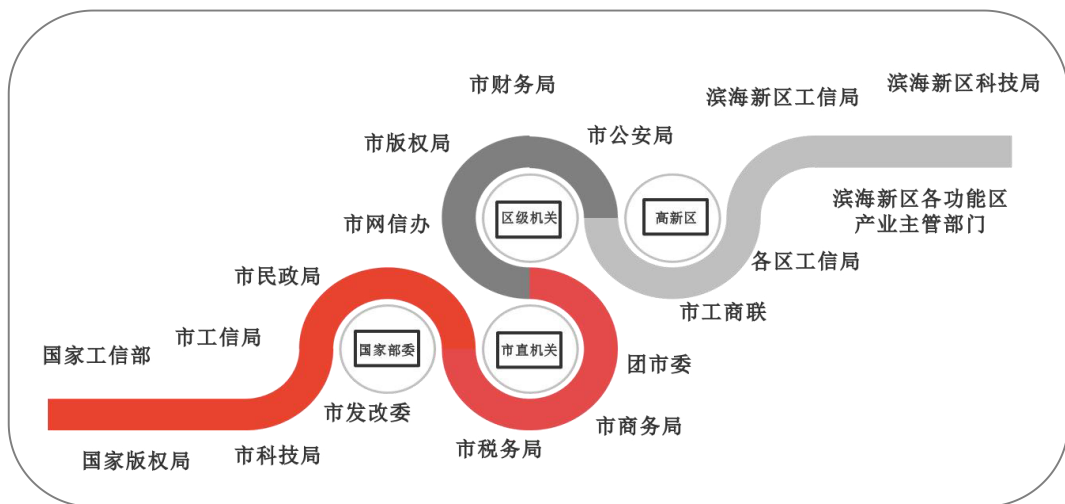 市财务局
滨海新区工信局
滨海新区科技局
市版权局
市公安局
市网信办
区级机关
高新区
滨海新区各功能区
产业主管部门
各区工信局
市民政局
市工商联
市工信局
国家工信部
国家部委
市直机关
团市委
市发改委
市商务局
市税务局
市科技局
国家版权局